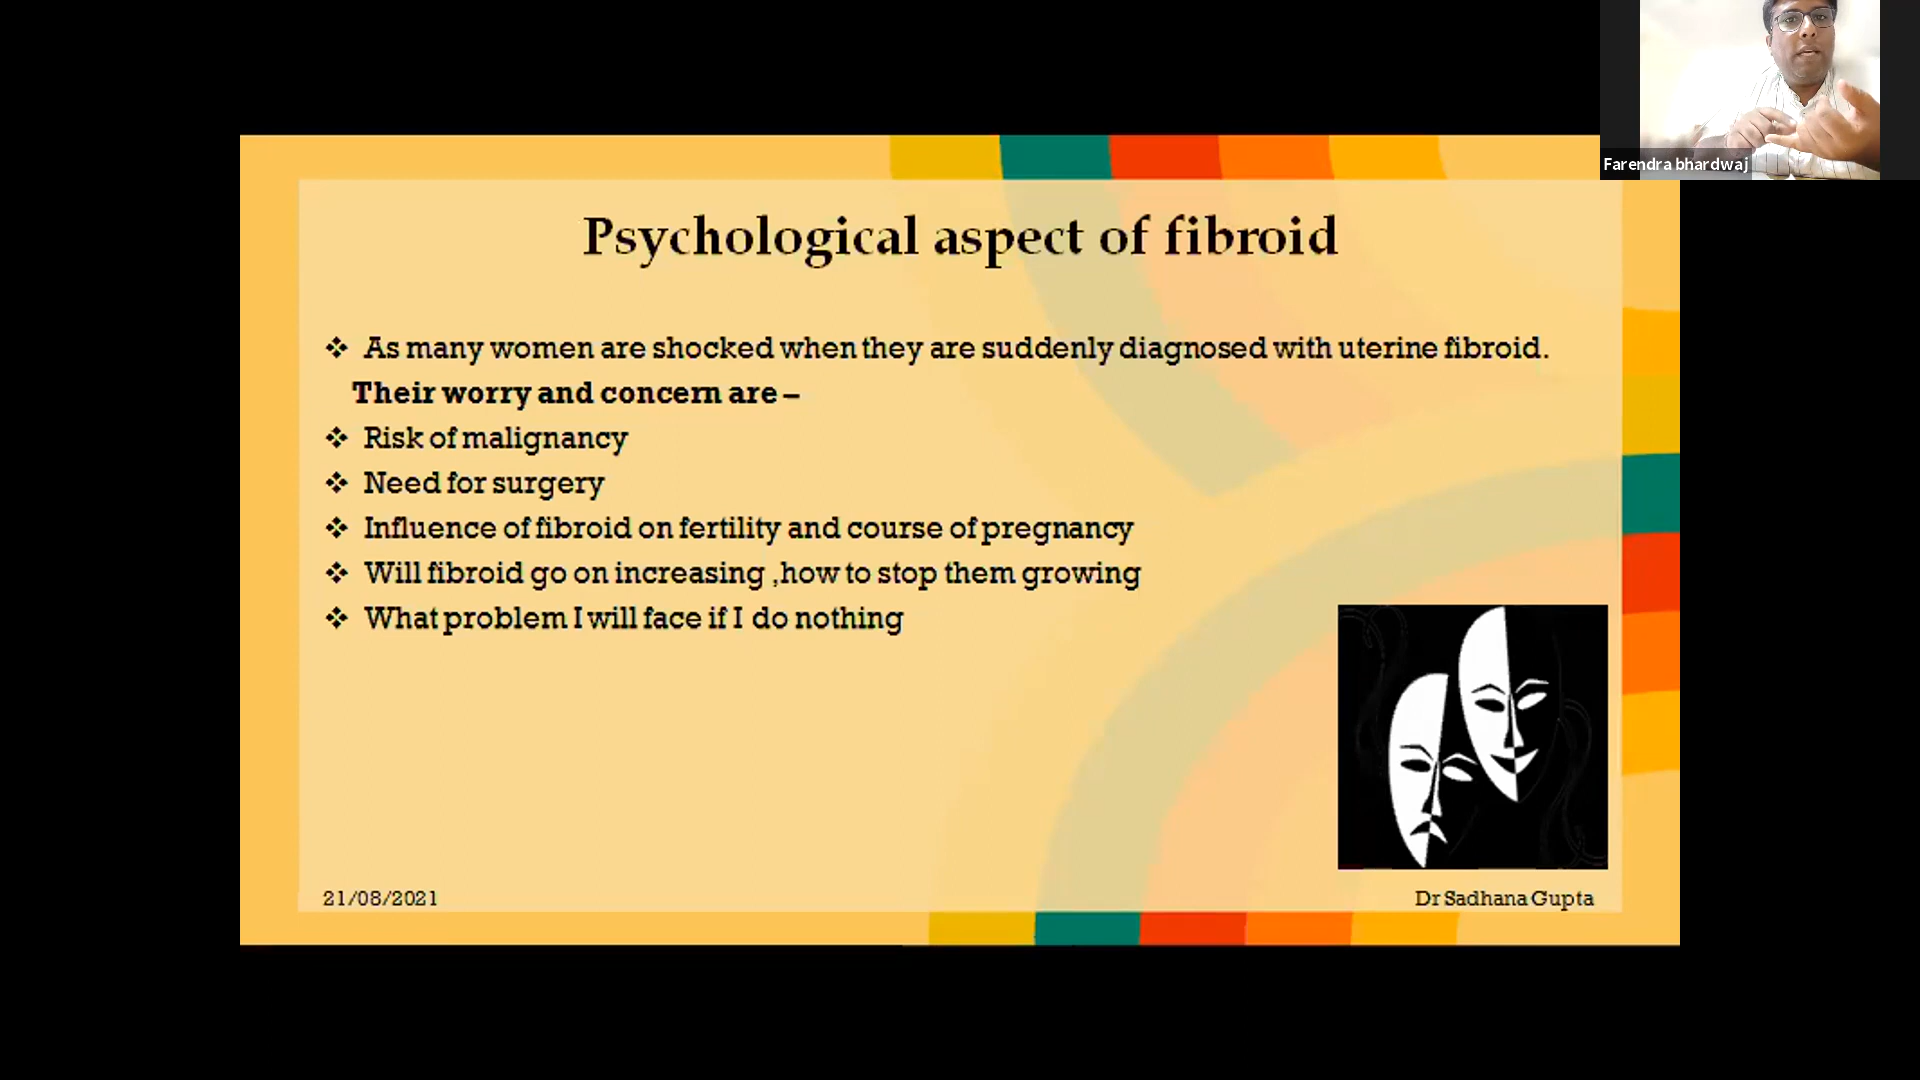 Farendra bhardwaj
Psychological aspect of fibroid
❖ As many women are shocked when they are suddenly diagnosed with uterine fibroid.
Their worry and concern are –
❖ Risk of malignancy
❖ Need for surgery
❖ Influence of fibroid on fertility and course of pregnancy
❖ Will fibroid go on increasing ,how to stop them growing
❖ What problem I will face if I do nothing
21/08/2021
Dr Sadhana Gupta